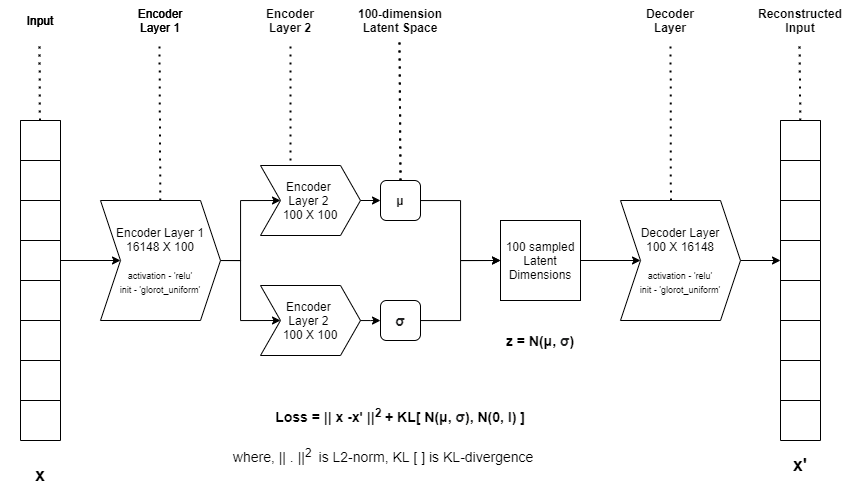 Input
Encoder
Layer 1
Encoder
Layer 2
100-dimension
Latent Space
Decoder
Layer
Reconstructed
Input
Encoder Layer 1
16148 X 100
activation - 'relu'
init - 'glorot_uniform'
Encoder
Layer 2
100 X 100
μ
Encoder
Layer 2
100 X 100
σ
100 sampled
Latent
Dimensions
z = N(μ, σ)
Decoder Layer
100 X 16148
activation - 'relu'
init - 'glorot_uniform'
Loss = || x -x' ||² + KL[ N(μ, σ), N(0, I) ]
where, || . ||² is L2-norm, KL [ ] is KL-divergence
x
x'